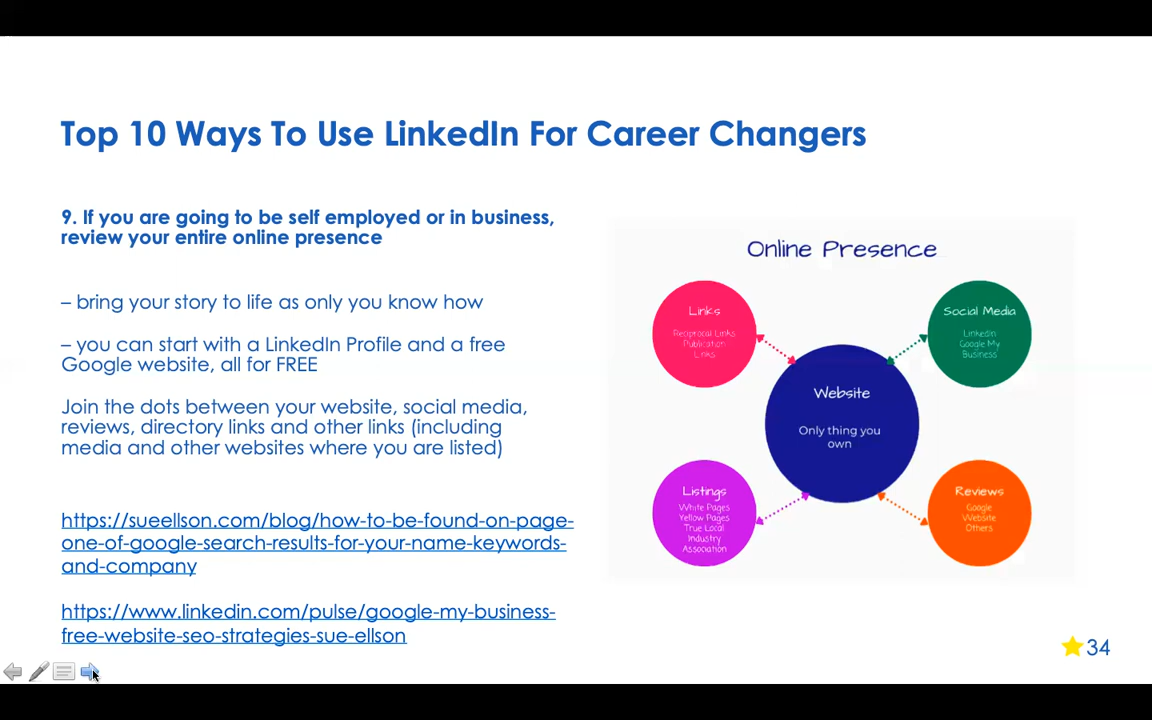 Top 10 Ways To Use LinkedIn For Career Changers
9. If you are going to be self employed or in business,
review your entire online presence
– bring your story to life as only you know how
– you can start with a LinkedIn Profile and a free
Google website, all for FREE
Join the dots between your website, social media,
reviews, directory links and other links (including
media and other websites where you are listed)
https://sueellson.com/blog/how-to-be-found-on-page-
one-of-google-search-results-for-your-name-keywords-
and-company
https://www.linkedin.com/pulse/google-my-business-
free-website-seo-strategies-sue-ellson
Online Presence
Links
Reciprocal Links
Publication
Links
Social Media
Linkedin
Google My
Business
Website
Only thing you
own
Listings
White Pages
Yellow Pages
True Local
Industry
Association
Reviews
Google
Website
Others
34